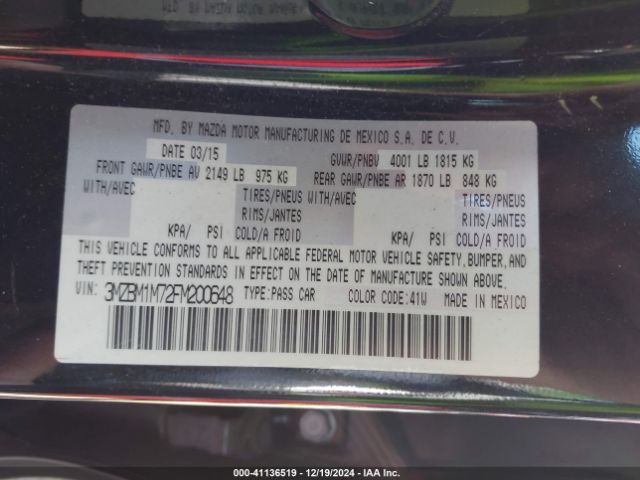 MFD. BY MAZDA MOTOR MANUFACTURING DE MEXICO S.A. DE C.V.
DATE 03/15 GVWR/PNBV 4001 LB 1815 KG
FRONT GAWR/PNBE AV 2149 LB 975 KG REAR GAWR/PNBE AR 1870 LB 848 KG
WITH/AVEC TIRES/PNEUS WITH/AVEC TIRES/PNEUS
RIMS/JANTES RIMS/JANTES
KPA/ PSI COLD/A FROID KPA/ PSI COLD/A FROID
THIS VEHICLE CONFORMS TO ALL APPLICABLE FEDERAL MOTOR VEHICLE SAFETY, BUMPER, AND
THEFT PREVENTION STANDARDS IN EFFECT ON THE DATE OF MANUFACTURE SHOWN ABOVE.
VIN: 3MZBM1M72FM200648 TYPE:PASS CAR COLOR CODE:41W MADE IN MEXICO
000-41136519 - 12/19/2024 - IAA Inc.